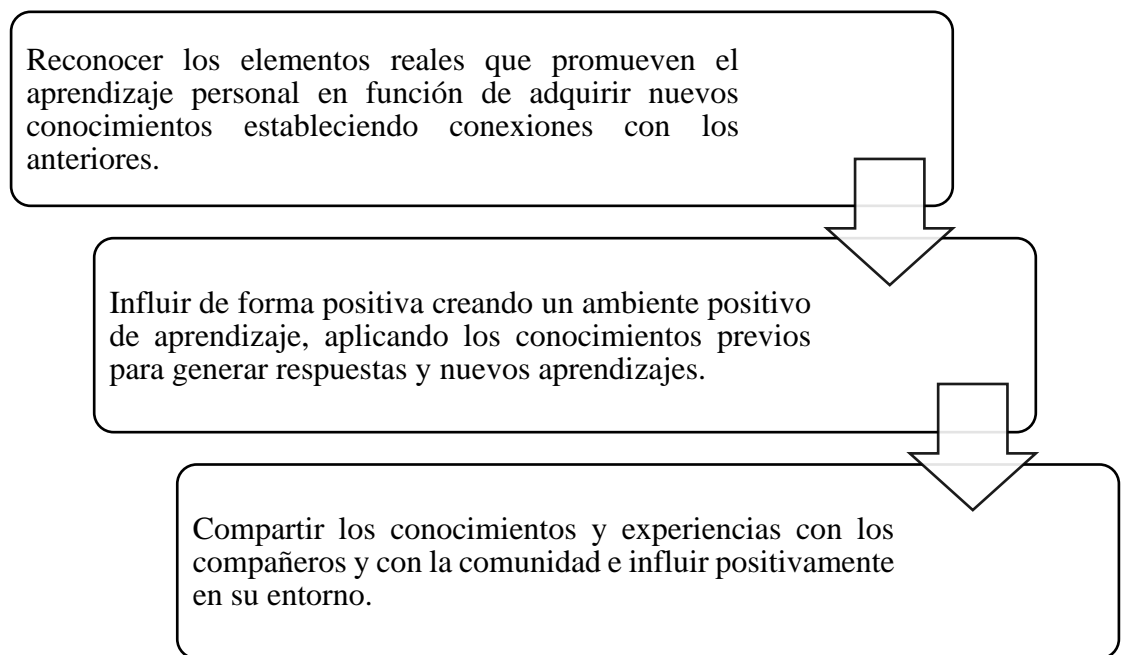 Reconocer los elementos reales que promueven el
aprendizaje personal en función de adquirir nuevos
conocimientos estableciendo conexiones con los
anteriores.
Influir de forma positiva creando un ambiente positivo
de aprendizaje, aplicando los conocimientos previos
para generar respuestas y nuevos aprendizajes.
Compartir los conocimientos y experiencias con los
compañeros y con la comunidad e influir positivamente
en su entorno.